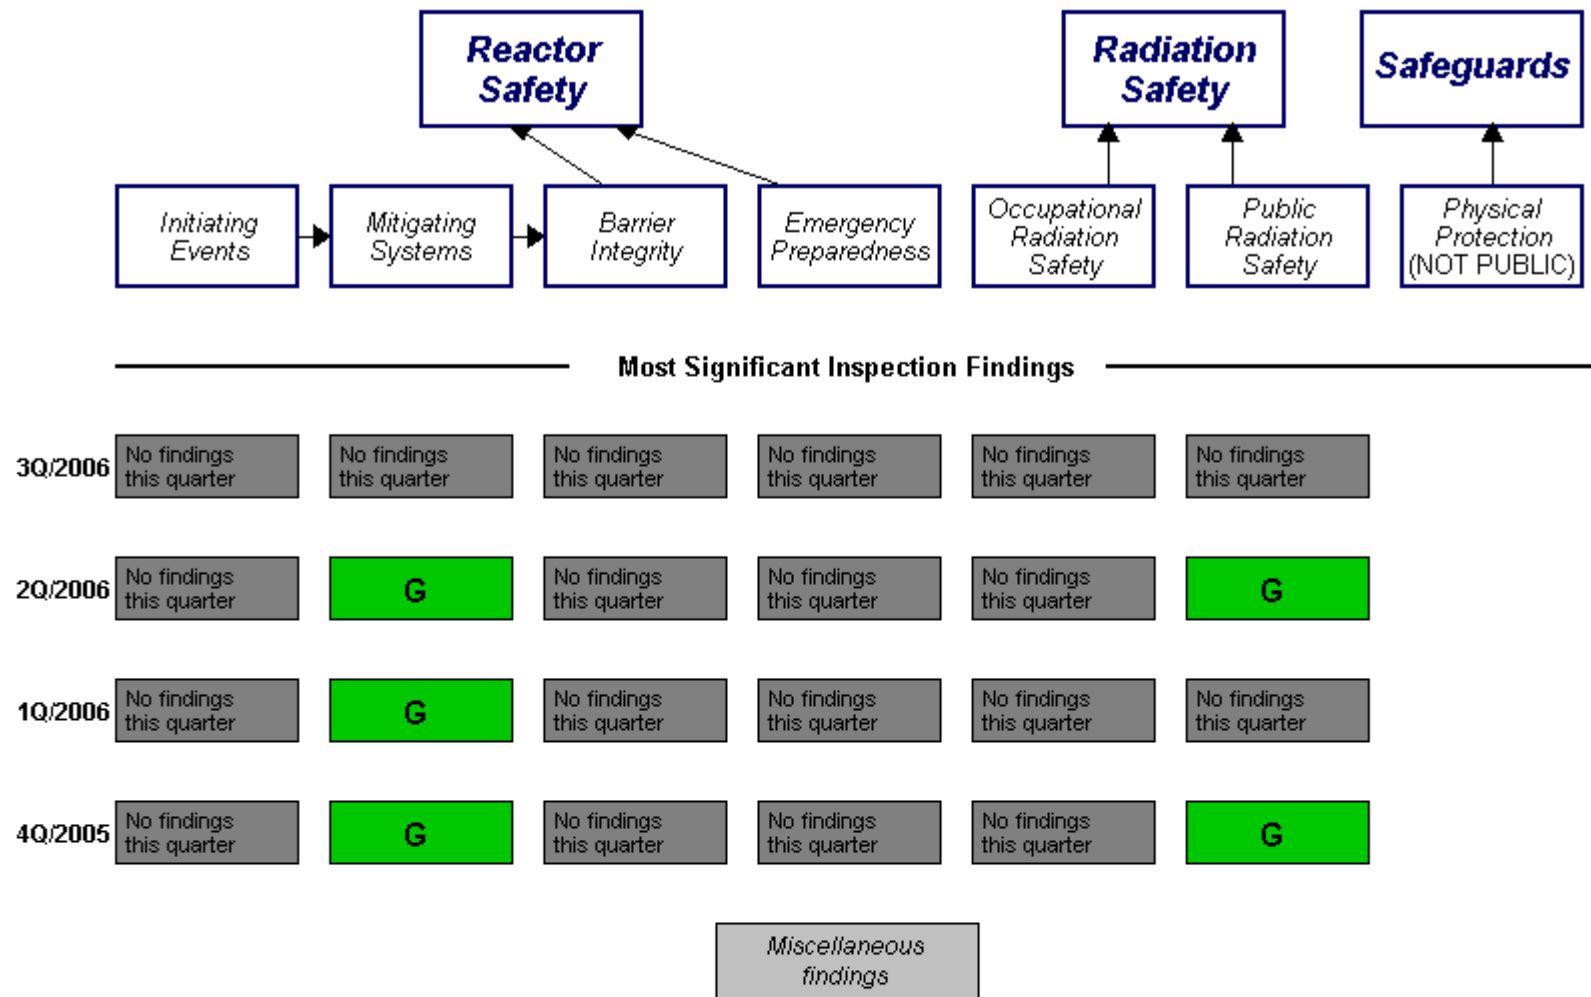 Reactor
Safety
Radiation
Safety
Safeguards
Initiating
Events
Mitigating
Systems
Barrier
Integrity
Emergency
Preparedness
Occupational
Radiation
Safety
Public
Radiation
Safety
Physical
Protection
(NOT PUBLIC)
Most Significant Inspection Findings
3Q/2006
No findings
this quarter
No findings
this quarter
No findings
this quarter
No findings
this quarter
No findings
this quarter
No findings
this quarter
2Q/2006
No findings
this quarter
G
No findings
this quarter
No findings
this quarter
No findings
this quarter
G
1Q/2006
No findings
this quarter
G
No findings
this quarter
No findings
this quarter
No findings
this quarter
No findings
this quarter
4Q/2005
No findings
this quarter
G
No findings
this quarter
No findings
this quarter
No findings
this quarter
G
Miscellaneous
findings